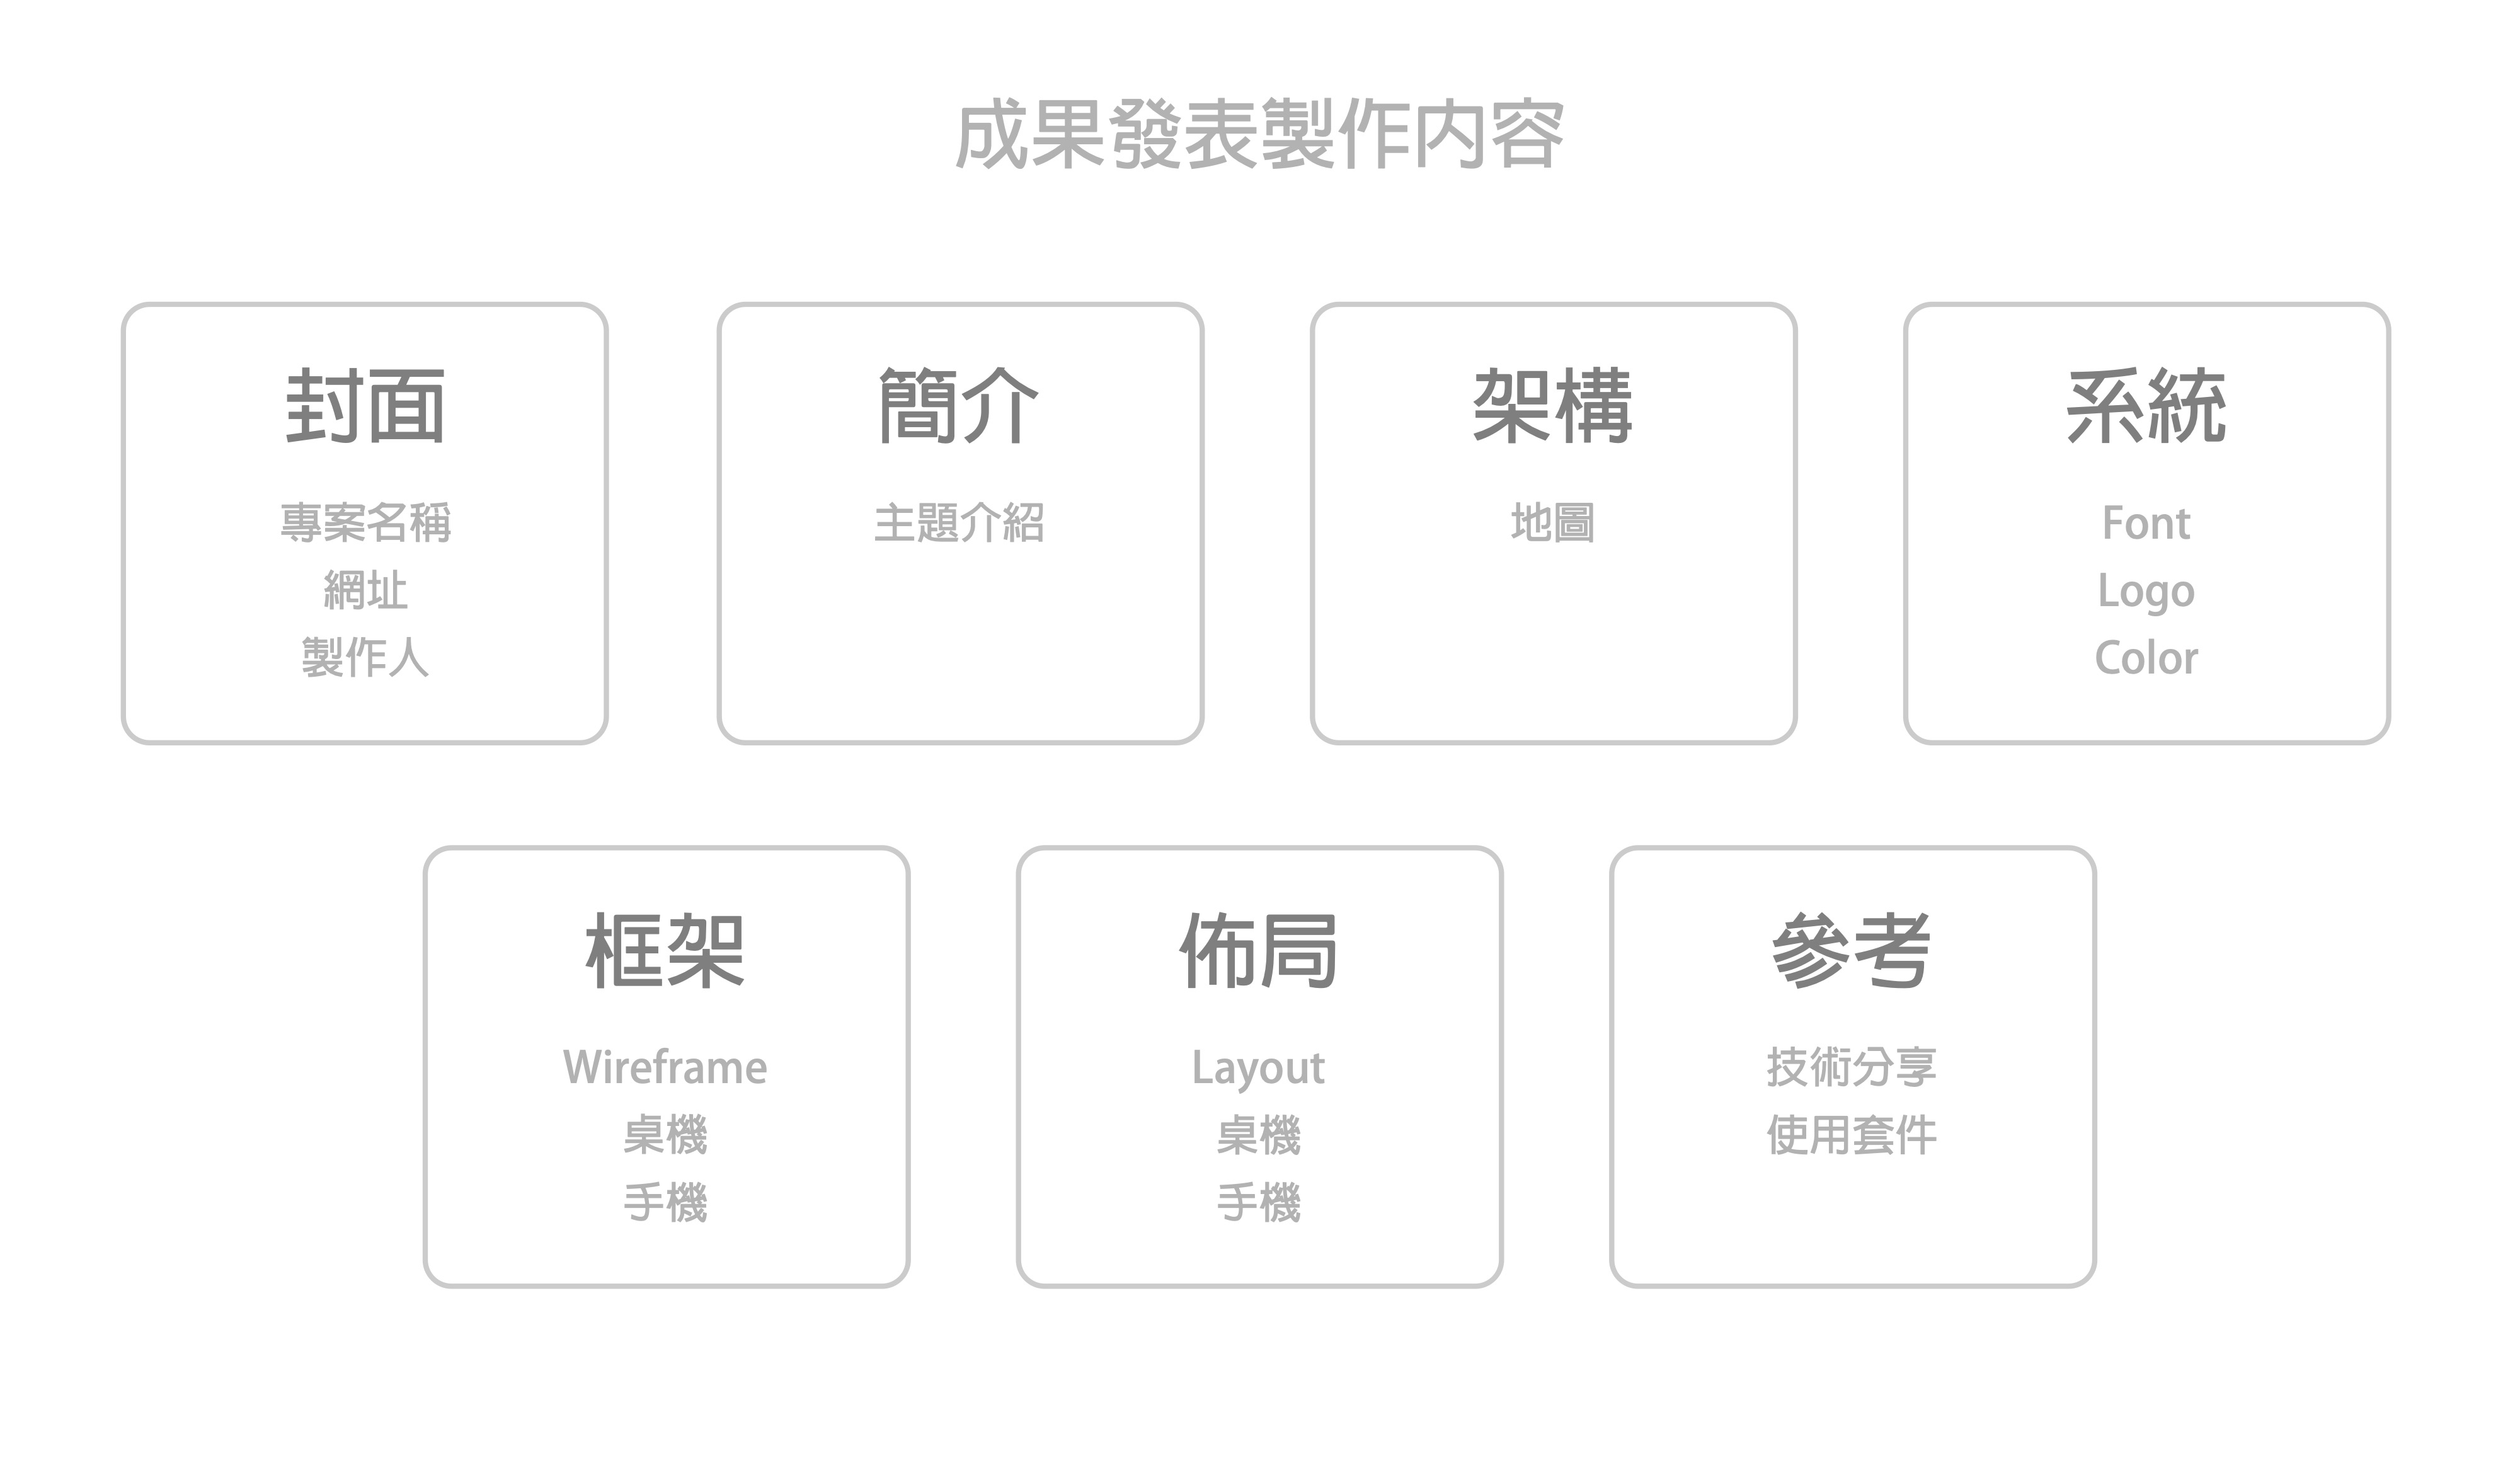 成果發表製作內容
封面
專案名稱
網址
製作人
簡介
主題介紹
架構
地圖
系統
Font
Logo
Color
框架
Wireframe
桌機
手機
佈局
Layout
桌機
手機
參考
技術分享
使用套件